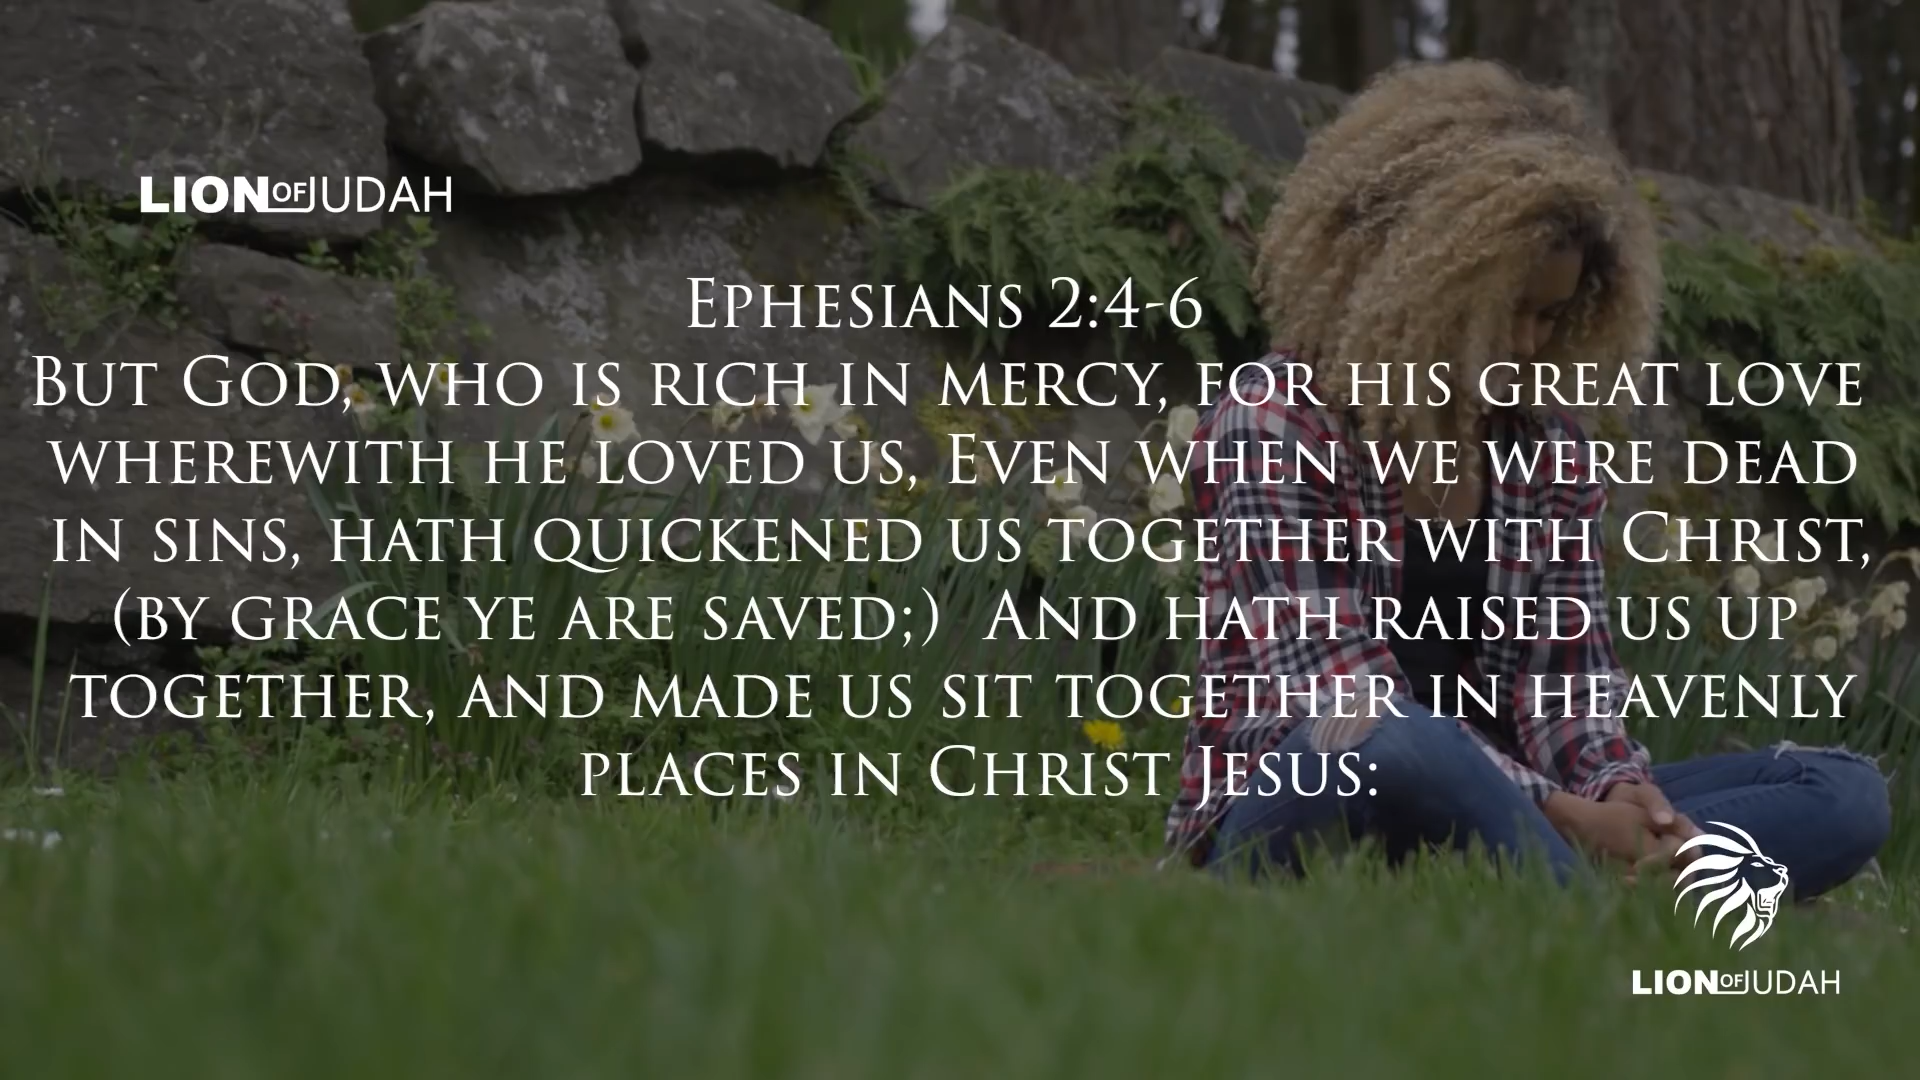 LION OF JUDAH
Ephesians 2:4-6
But God, who is rich in mercy, for his great love
wherewith he loved us, Even when we were dead
in sins, hath quickened us together with Christ,
(by grace ye are saved;) And hath raised us up
together, and made us sit together in heavenly
places in Christ Jesus:
LION OF JUDAH